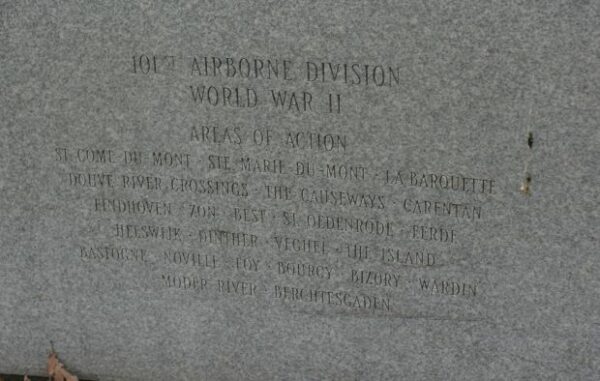 101ST AIRBORNE DIVISION
WORLD WAR II
AREAS OF ACTION
ST. COME-DU-MONT · STE. MARIE-DU-MONT · LA BARQUETTE
DOUVE RIVER CROSSINGS · THE CAUSEWAYS · CARENTAN
EINDHOVEN · ZON · BEST · ST. OEDENRODE · EERDE
HELSWIJK · DINTHER · VEGHEL · THE ISLAND
BASTOGNE · NOVILLE · FOY · BOURCY · BIZORY · WARDIN
MODER RIVER · BERCHTESGADEN